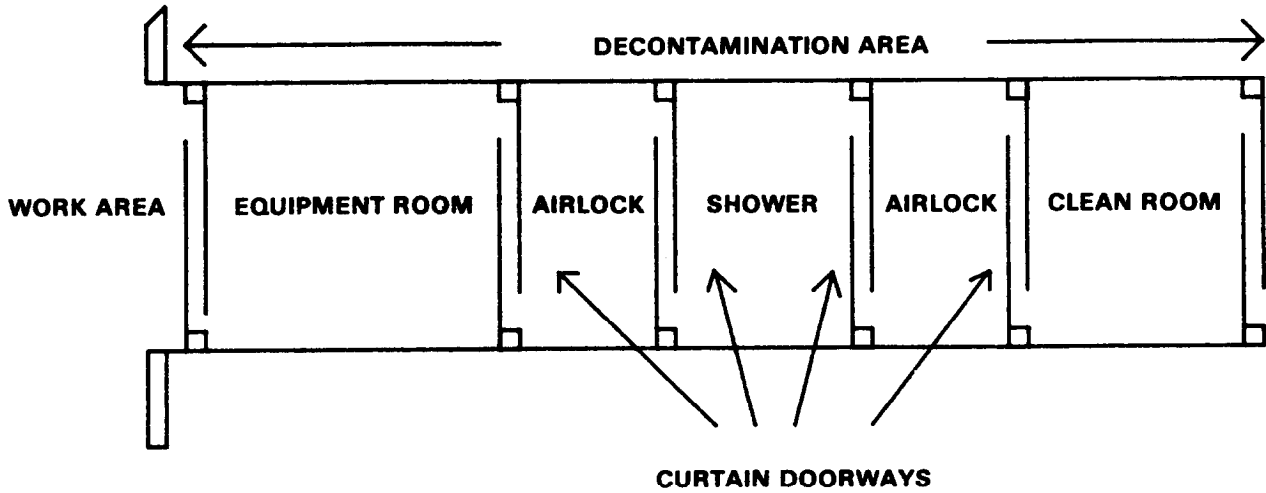 DECONTAMINATION AREA
WORK AREA
EQUIPMENT ROOM
AIRLOCK
SHOWER
AIRLOCK
CLEAN ROOM
CURTAIN DOORWAYS